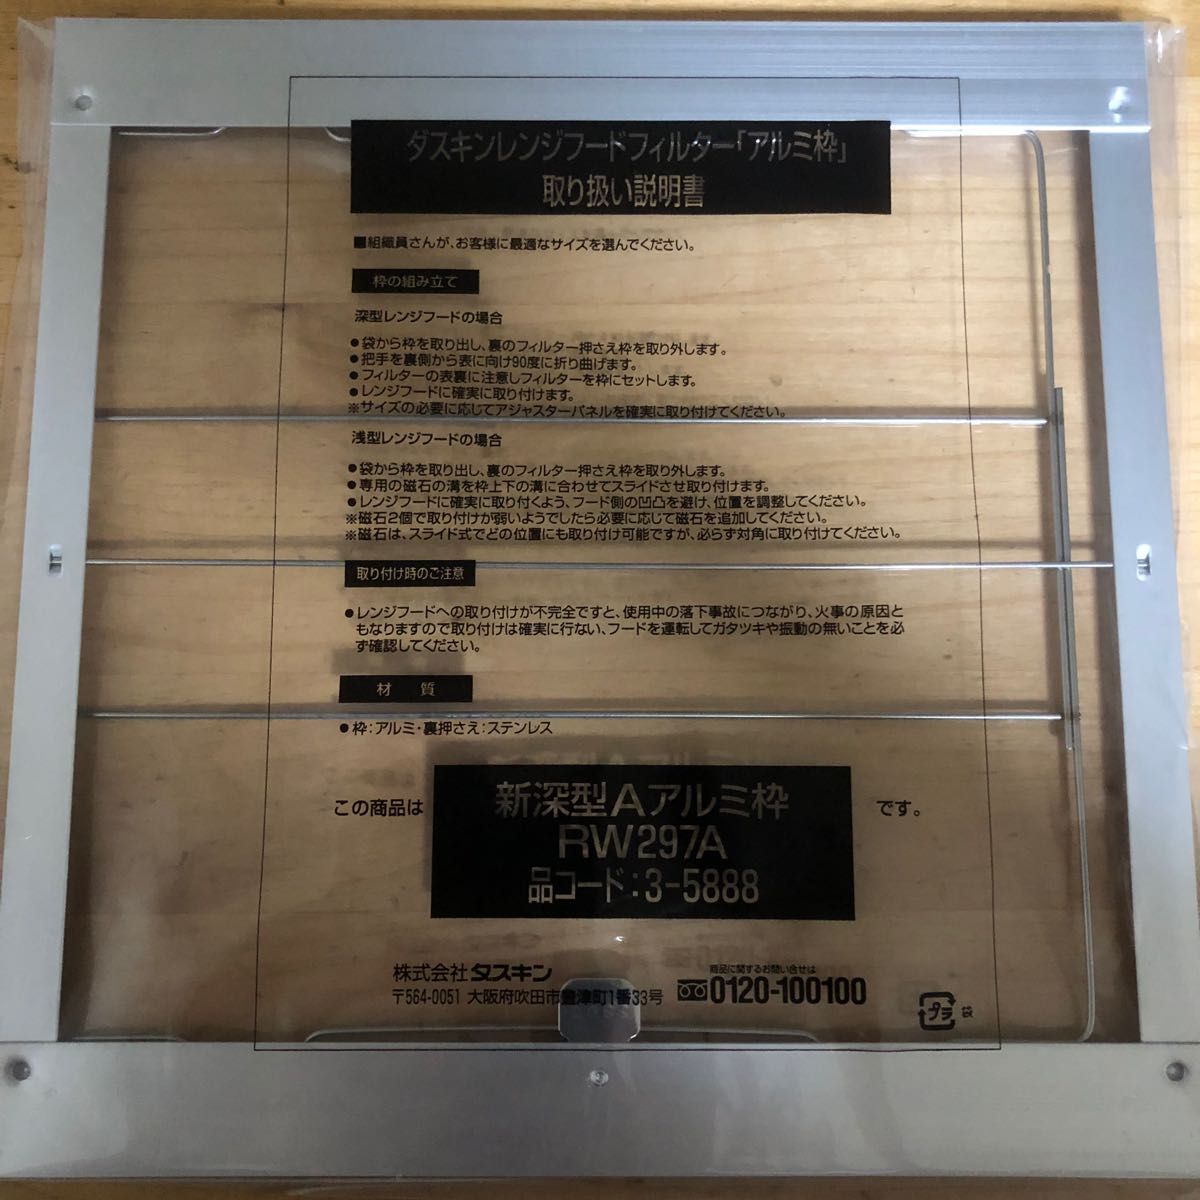 ダスキンレンジフードフィルター「アルミ枠」
取り扱い説明書
■組織員さんが、お客様に最適なサイズを選んでください。
枠の組み立て
深型レンジフードの場合
●袋から枠を取り出し、裏のフィルター押さえ枠を取り外します。
●把手を裏側から表に向け90度に折り曲げます。
●フィルターの表裏に注意しフィルターを枠にセットします。
●レンジフードに確実に取り付けます。
※サイズの必要に応じてアジャスターパネルを確実に取り付けてください。
浅型レンジフードの場合
●袋から枠を取り出し、裏のフィルター押さえ枠を取り外します。
●専用の磁石の溝を枠上下の溝に合わせてスライドさせ取り付けます。
●レンジフードに確実に取り付くよう、フード側の凹凸を避け、位置を調整してください。
※磁石2個で取り付けが弱いようでしたら必要に応じて磁石を追加してください。
※磁石は、スライド式でどの位置にも取り付け可能ですが、必らず対角に取り付けてください。
取り付け時のご注意
●レンジフードへの取り付けが不完全ですと、使用中の落下事故につながり、火事の原因と
もなりますので取り付けは確実に行ない、フードを運転してガタツキや振動の無いことを必
ず確認してください。
材 質
●枠：アルミ・裏押さえ：ステンレス
この商品は 新深型Aアルミ枠 です。
RW297A
品コード：3-5888
株式会社 ダスキン
〒564-0051 大阪府吹田市豊津町1番33号
商品に関するお問い合せは
0120-100100
プラ 袋